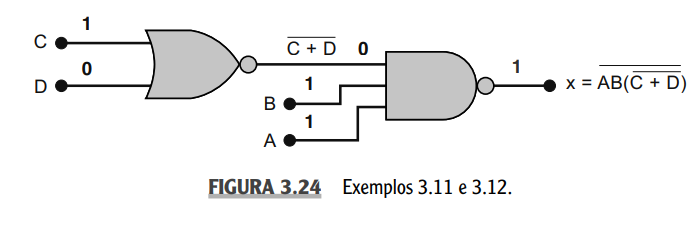 1
C
0
D
C + D 0
1
B
1
A
1
x = AB(C + D)
FIGURA 3.24 Exemplos 3.11 e 3.12.